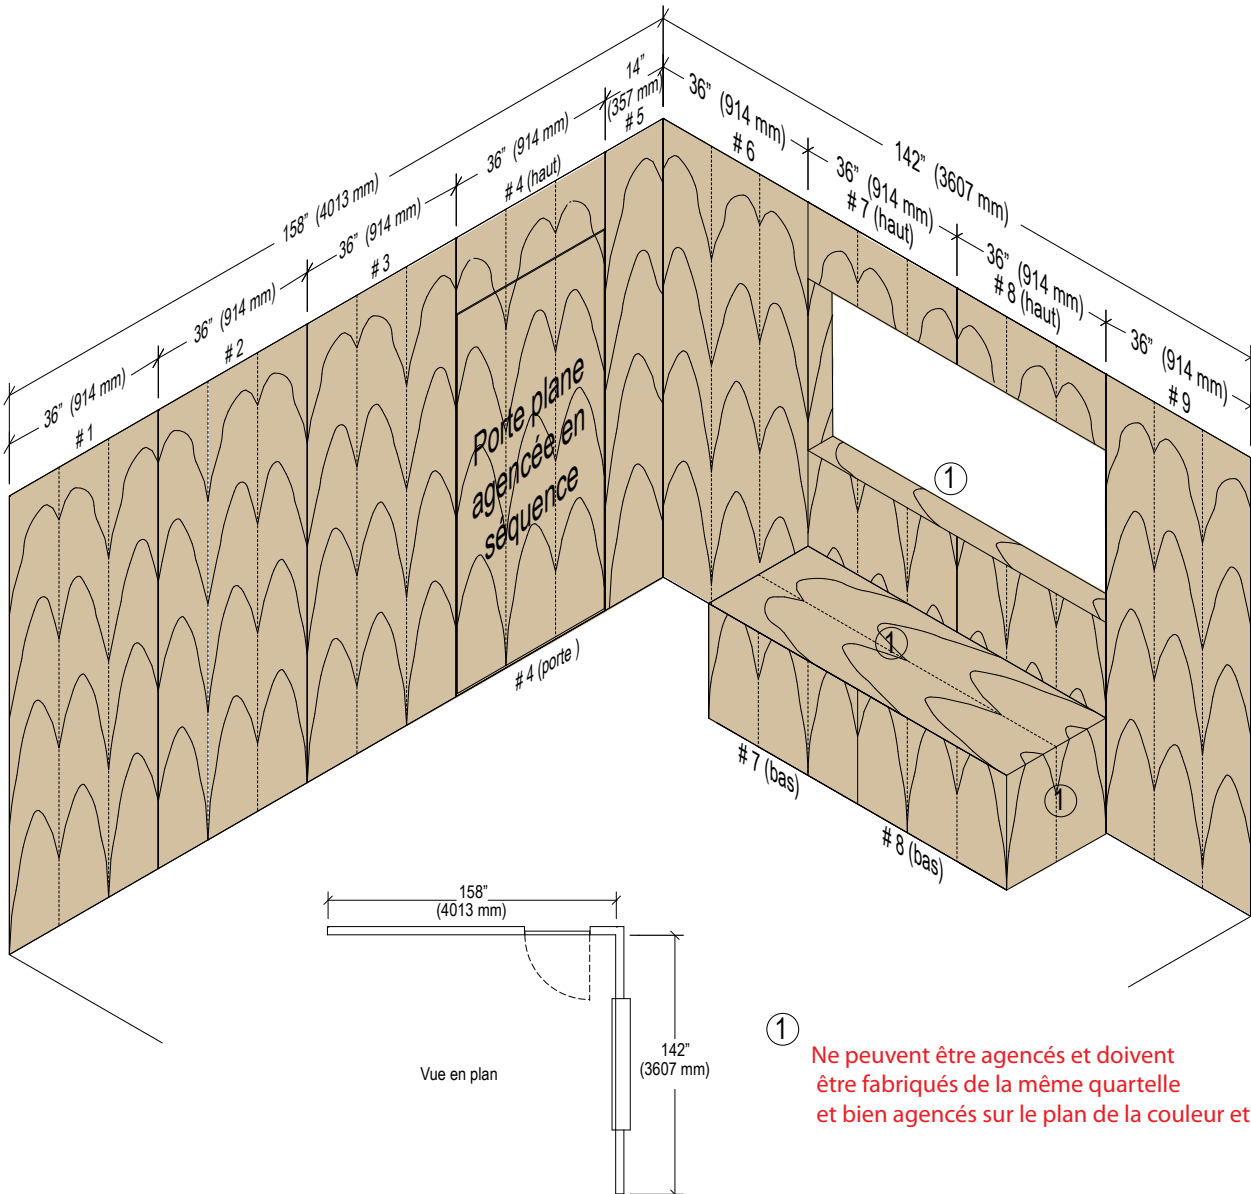 158” (4013 mm)
36” (914 mm)
# 1
36” (914 mm)
# 2
36” (914 mm)
# 3
36” (914 mm)
# 4 (haut)
14”
(357 mm)
# 5
142” (3607 mm)
36” (914 mm)
# 6
36” (914 mm)
# 7 (haut)
36” (914 mm)
# 8 (haut)
36” (914 mm)
# 9
Porte plane
agencée en
séquence
# 4 (porte )
1
1
1
# 7 (bas)
# 8 (bas)
158”
(4013 mm)
142”
(3607 mm)
Vue en plan
1
Ne peuvent être agencés et doivent
être fabriqués de la même quartelle
et bien agencés sur le plan de la couleur et